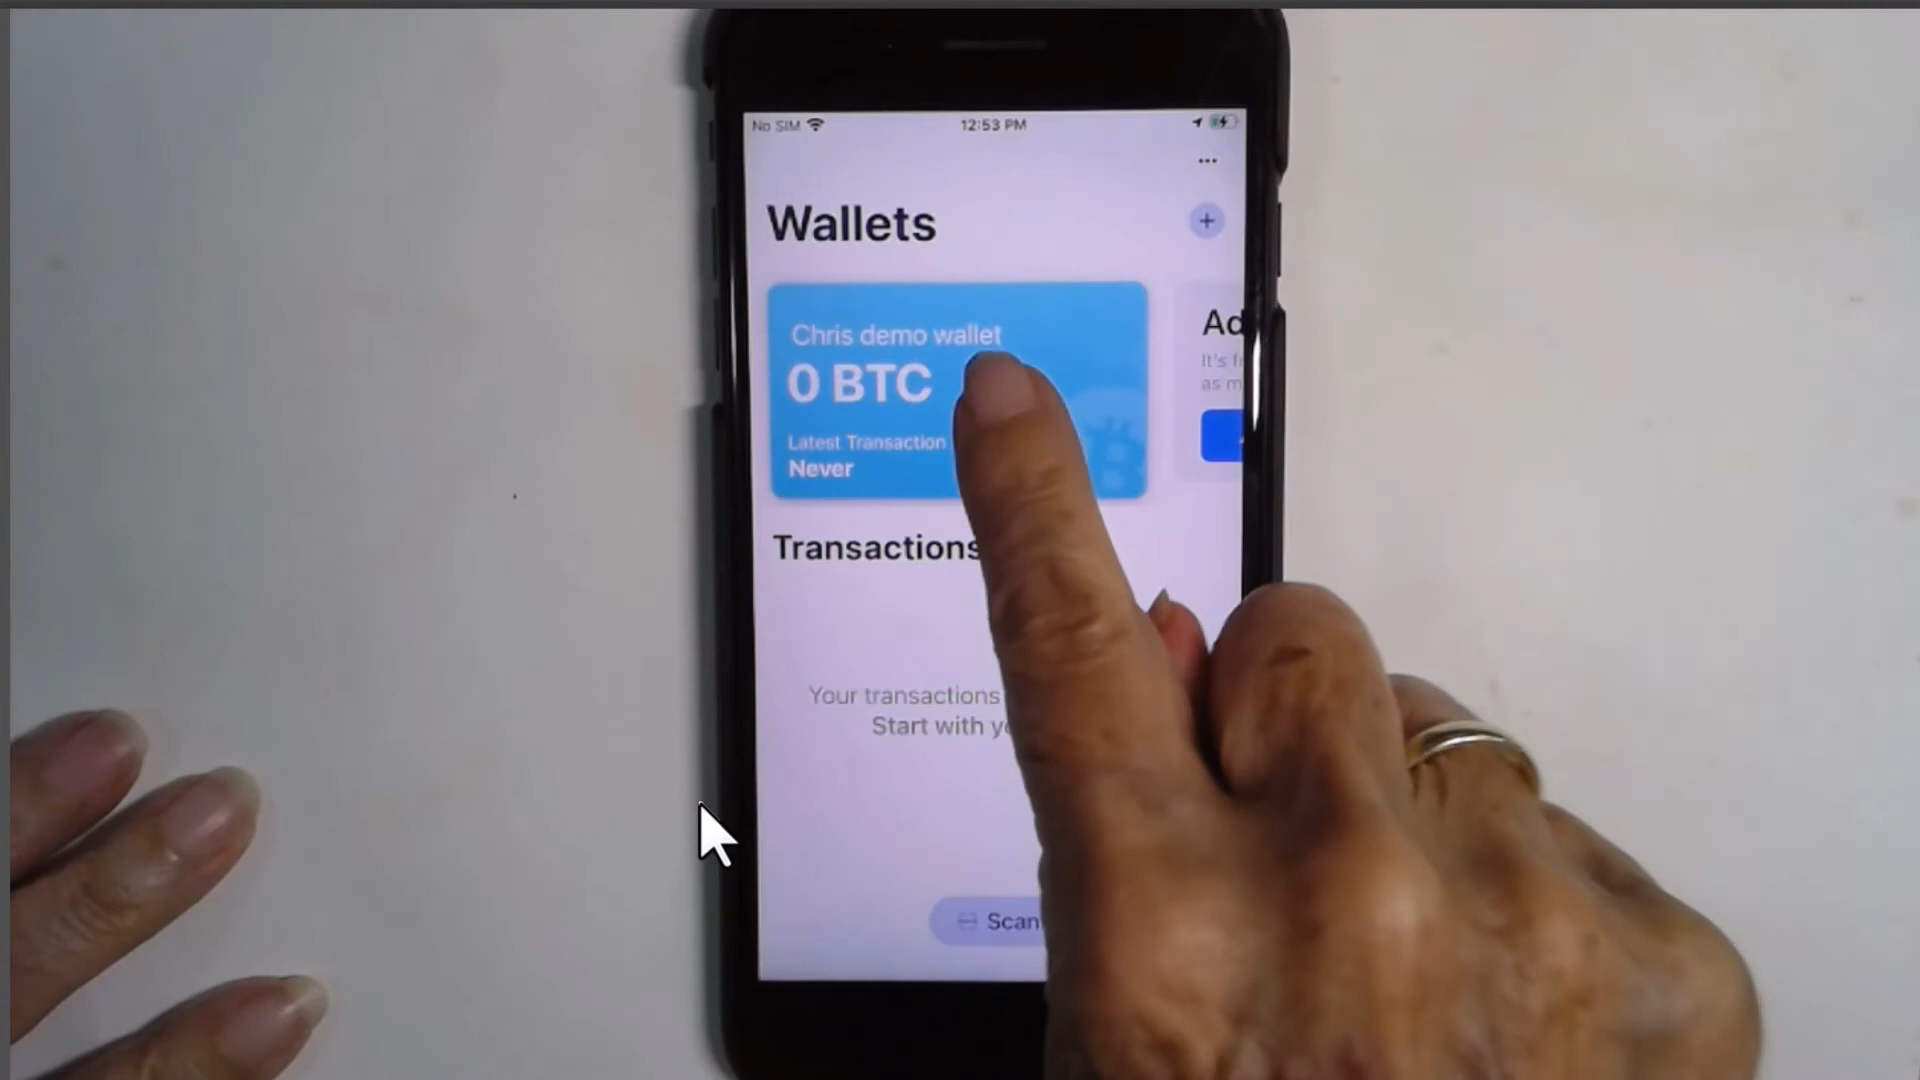 No SIM
12:53 PM
Wallets
Chris demo wallet
0 BTC
Latest Transaction
Never
Transactions
Your transactions
Start with
Scan
It's
as